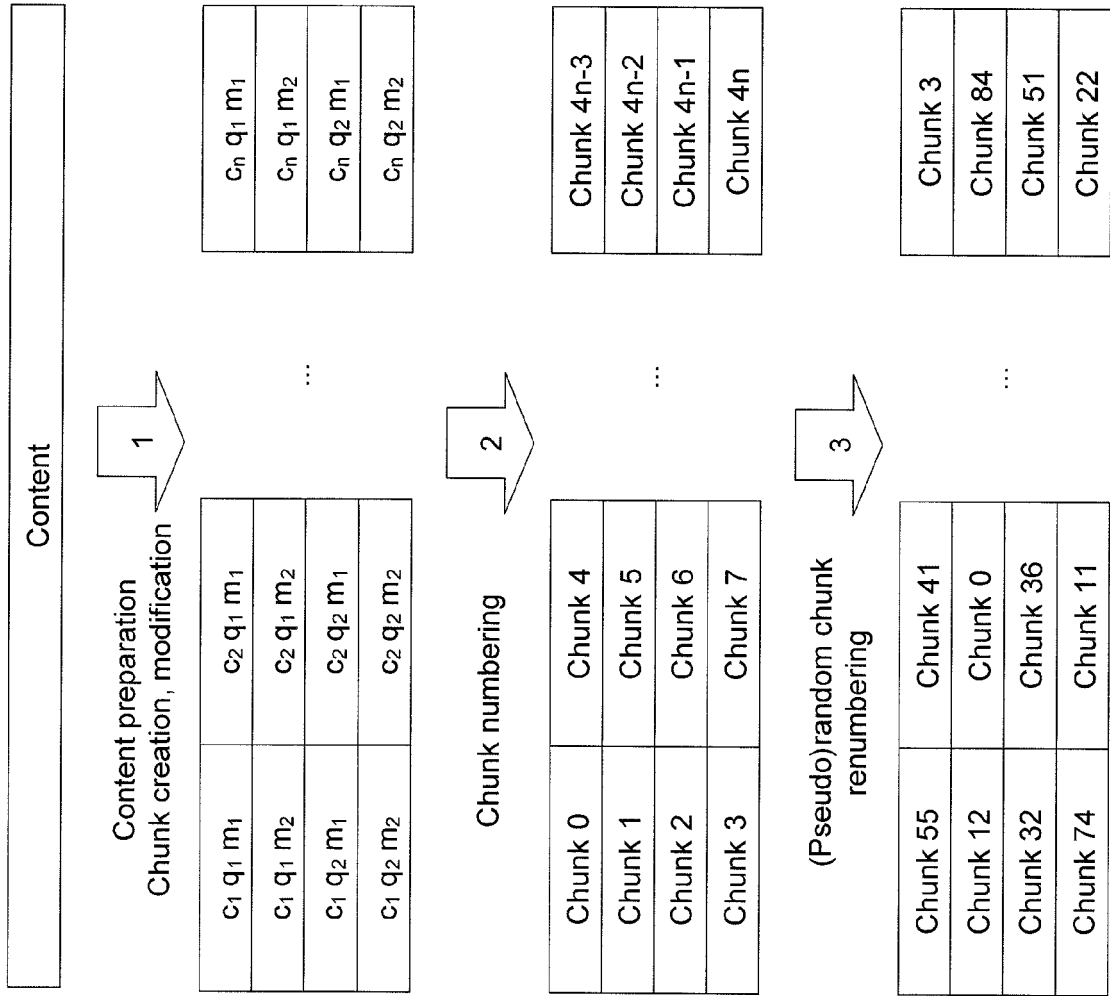 Content
1
Content preparation
Chunk creation, modification
c₁ q₁ m₁ c₂ q₁ m₁ cₙ q₁ m₁
c₁ q₁ m₂ c₂ q₁ m₂ ... cₙ q₁ m₂
c₁ q₂ m₁ c₂ q₂ m₁ cₙ q₂ m₁
c₁ q₂ m₂ c₂ q₂ m₂ cₙ q₂ m₂
Chunk numbering
2
Chunk 0 Chunk 4 Chunk 4n-3
Chunk 1 Chunk 5 ... Chunk 4n-2
Chunk 2 Chunk 6 Chunk 4n-1
Chunk 3 Chunk 7 Chunk 4n
(Pseudo)random chunk
renumbering
3
Chunk 55 Chunk 41 Chunk 3
Chunk 12 Chunk 0 ... Chunk 84
Chunk 32 Chunk 36 Chunk 51
Chunk 74 Chunk 11 Chunk 22